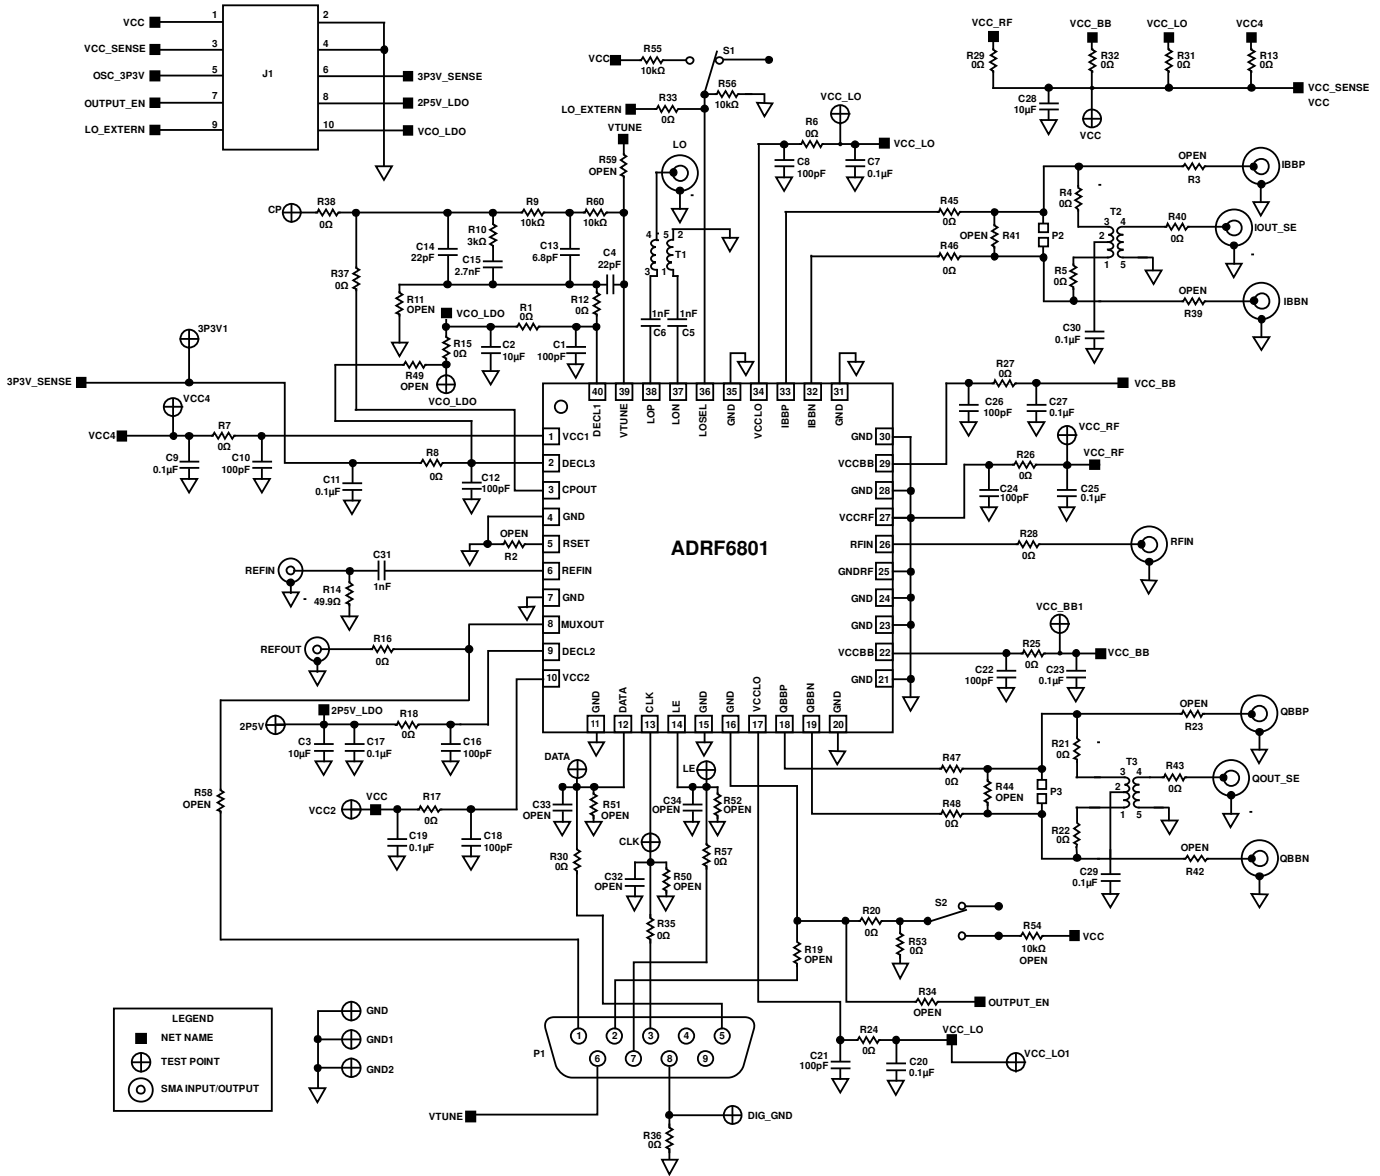 VCC 1 2
VCC_SENSE 3 4
OSC_3P3V 5 J1 6 3P3V_SENSE
OUTPUT_EN 7 8 2P5V_LDO
LO_EXTERN 9 10 VCO_LDO
VCC R55 10kΩ S1
R56 10kΩ
LO_EXTERN R33 0Ω
VTUNE
R59 OPEN
LO
VCC_LO
R6 0Ω
VCC_LO
C8 100pF
C7 0.1µF
VCC_RF VCC_BB VCC_LO VCC4
R29 0Ω
R32 0Ω
R31 0Ω
R13 0Ω
C28 10µF
VCC
VCC_SENSE
VCC
CP R38 0Ω
R9 10kΩ
R60 10kΩ
R10 3kΩ
C14 22pF
C15 2.7nF
C13 6.8pF
C4 22pF
R37 0Ω
R11 OPEN
R12 0Ω
4 5 2
T1
3 1
1nF C6
1nF C5
VCO_LDO
R1 0Ω
R15 0Ω
C2 10µF
C1 100pF
R49 OPEN
VCO_LDO
R45 0Ω
R46 0Ω
OPEN R41
P2
R4 0Ω
R5 0Ω
OPEN R3
IBBP
T2
3 4
2
1 5
R40 0Ω
IOUT_SE
OPEN R39
IBBN
C30 0.1µF
3P3V1
3P3V_SENSE
VCC4
VCC4
R7 0Ω
C9 0.1µF
C10 100pF
R8 0Ω
C11 0.1µF
C12 100pF
OPEN R2
REFIN
C31 1nF
R14 49.9Ω
REFOUT
R16 0Ω
2P5V_LDO
2P5V
R18 0Ω
C3 10µF
C17 0.1µF
C16 100pF
R58 OPEN
VCC2
VCC
R17 0Ω
C19 0.1µF
C18 100pF
40 39 38 37 36 35 34 33 32 31
DECL1 VTUNE LOP LON LOSEL GND VCCLO IBBP IBBN GND
1 VCC1
2 DECL3
3 CPOUT
4 GND
5 RSET
6 REFIN
7 GND
8 MUXOUT
9 DECL2
10 VCC2
ADRF6801
GND 30
VCCBB 29
GND 28
VCCRF 27
RFIN 26
GNDRF 25
GND 24
GND 23
VCCBB 22
GND 21
GND DATA CLK LE GND GND VCCLO QBBP QBBN GND
11 12 13 14 15 16 17 18 19 20
R27 0Ω
VCC_BB
C26 100pF
C27 0.1µF
VCC_RF
R26 0Ω
VCC_RF
C24 100pF
C25 0.1µF
R28 0Ω
RFIN
VCC_BB1
R25 0Ω
VCC_BB
C22 100pF
C23 0.1µF
DATA
C33 OPEN
R51 OPEN
LE
C34 OPEN
R52 OPEN
CLK
R30 0Ω
R57 0Ω
C32 OPEN
R50 OPEN
R35 0Ω
R47 0Ω
R48 0Ω
R44 OPEN
P3
R21 0Ω
R22 0Ω
OPEN R23
QBBP
T3
3 4
2
1 5
R43 0Ω
QOUT_SE
OPEN R42
QBBN
C29 0.1µF
R20 0Ω
S2
R53 0Ω
R54 10kΩ OPEN
VCC
R19 OPEN
R34 OPEN
OUTPUT_EN
R24 0Ω
VCC_LO
VCC_LO1
C21 100pF
C20 0.1µF
P1
1 2 3 4 5
6 7 8 9
VTUNE
DIG_GND
R36 0Ω
LEGEND
NET NAME
TEST POINT
SMA INPUT/OUTPUT
GND
GND1
GND2